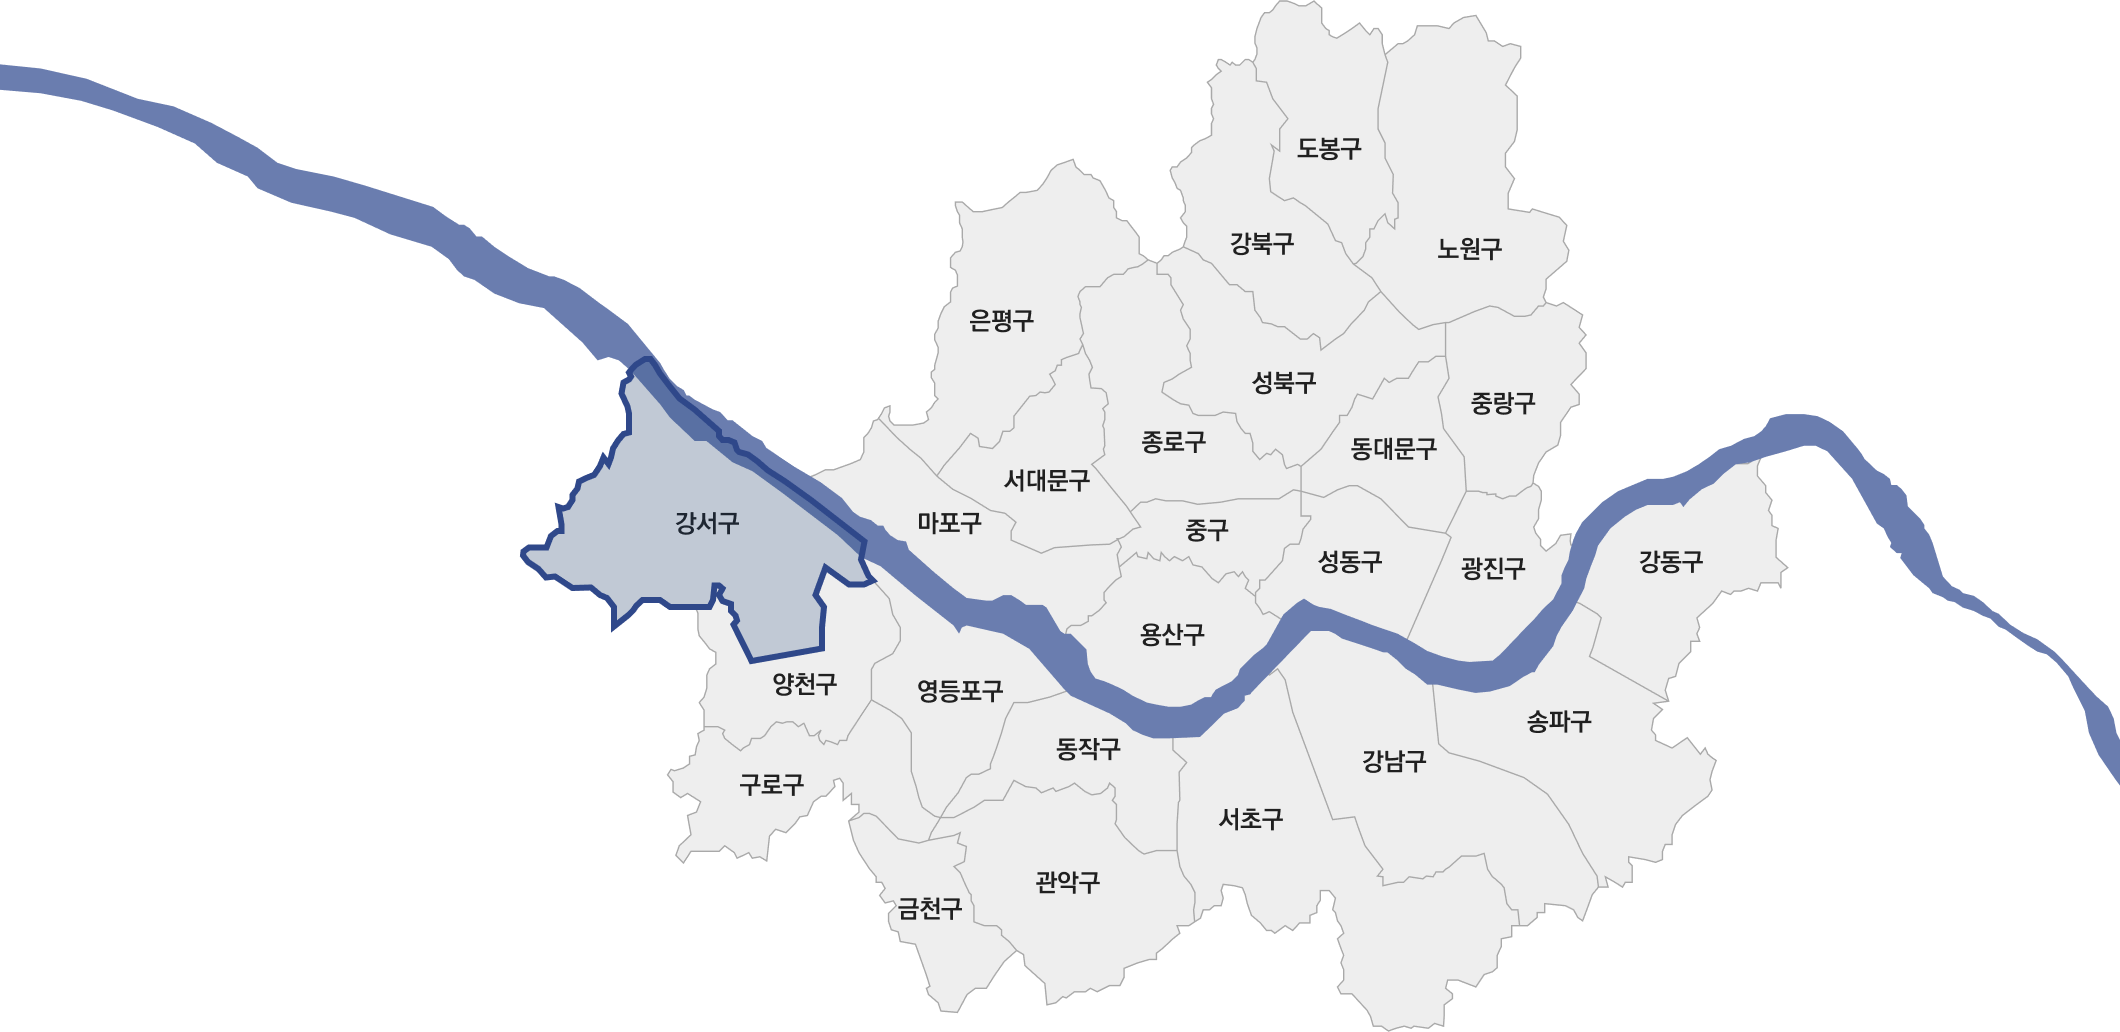 도봉구
강북구
노원구
은평구
성북구
중랑구
종로구
동대문구
서대문구
강서구
마포구
중구
성동구
광진구
강동구
용산구
양천구
영등포구
송파구
동작구
강남구
구로구
서초구
관악구
금천구